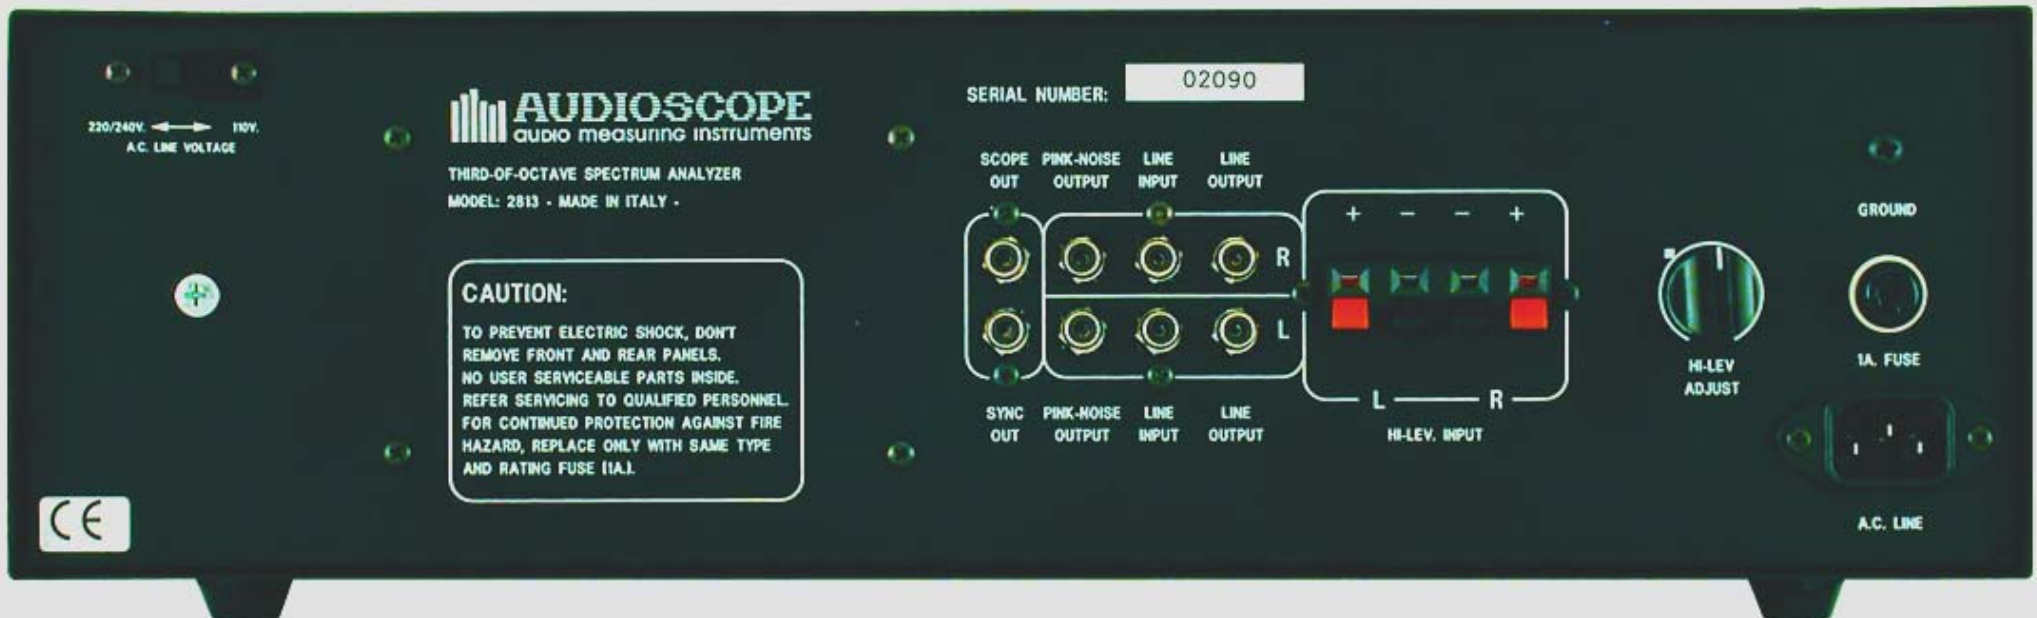 220/240V. 110V.
A.C. LINE VOLTAGE
AUDIOSCOPE
audio measuring instruments
THIRD-OF-OCTAVE SPECTRUM ANALYZER
MODEL: 2813 - MADE IN ITALY -
CAUTION:
TO PREVENT ELECTRIC SHOCK, DON'T
REMOVE FRONT AND REAR PANELS.
NO USER SERVICEABLE PARTS INSIDE.
REFER SERVICING TO QUALIFIED PERSONNEL.
FOR CONTINUED PROTECTION AGAINST FIRE
HAZARD, REPLACE ONLY WITH SAME TYPE
AND RATING FUSE (1A.).
CE
SERIAL NUMBER: 02090
SCOPE OUT
PINK-NOISE OUTPUT
LINE INPUT
LINE OUTPUT
R
L
SYNC OUT
PINK-NOISE OUTPUT
LINE INPUT
LINE OUTPUT
+ - - +
L R
HI-LEV. INPUT
HI-LEV
ADJUST
GROUND
1A. FUSE
A.C. LINE